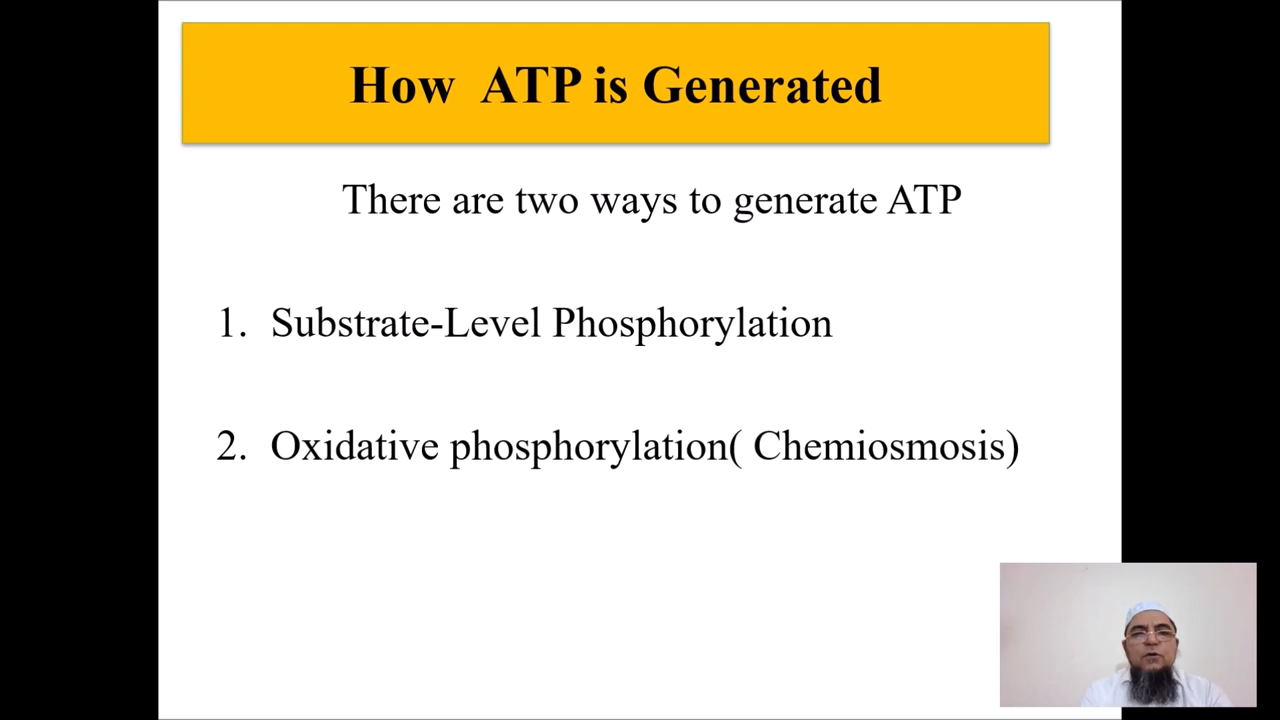 How ATP is Generated
There are two ways to generate ATP
1. Substrate-Level Phosphorylation
2. Oxidative phosphorylation( Chemiosmosis)